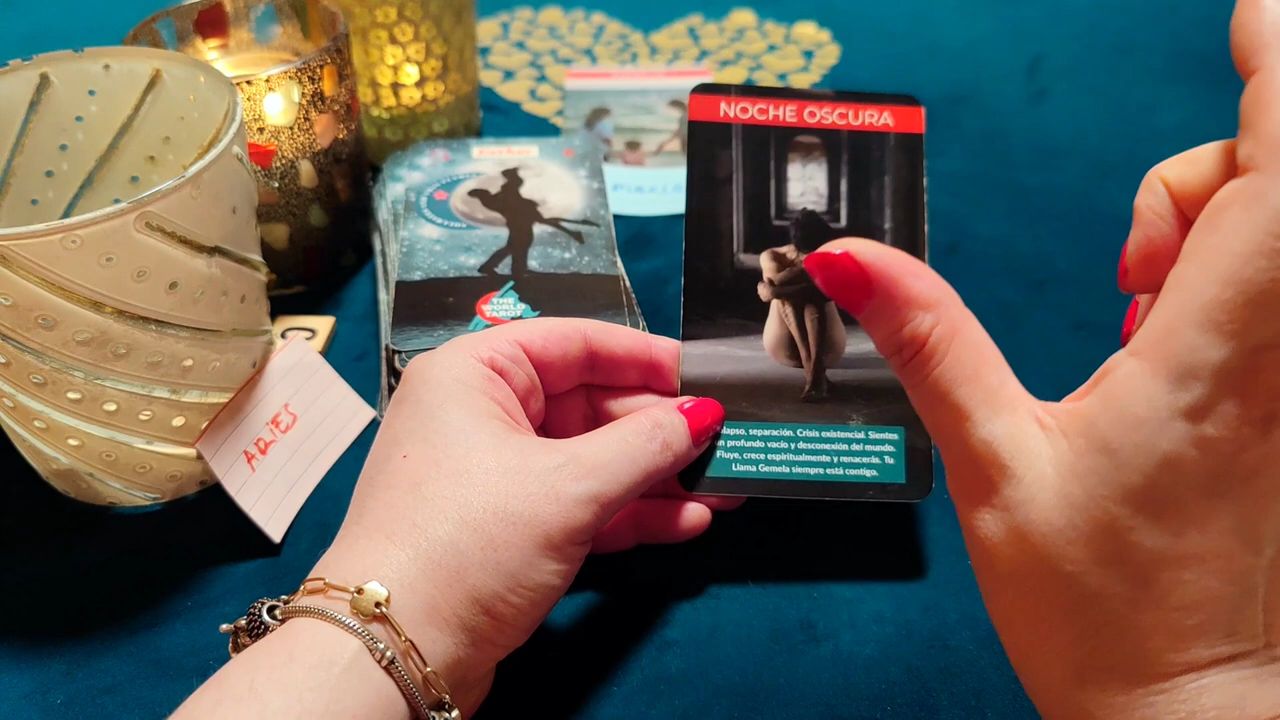 NOCHE OSCURA
THE
WORLD
TAROT
ARIES
separación. Crisis existencial. Sientes
un profundo vacío y desconexión del mundo.
Fluye, crece espiritualmente y renacerás. Tu
Llama Gemela siempre está contigo.